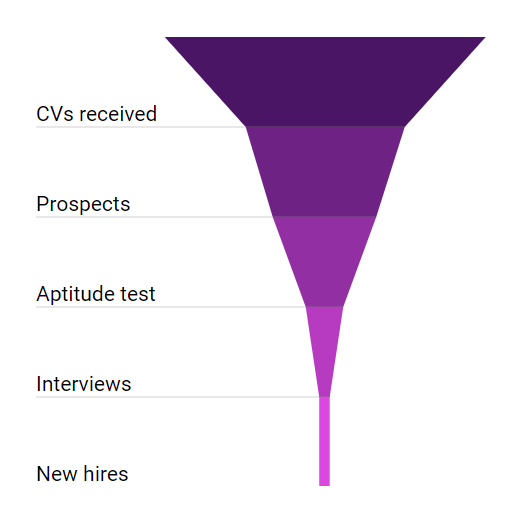 CVs received
Prospects
Aptitude test
Interviews
New hires